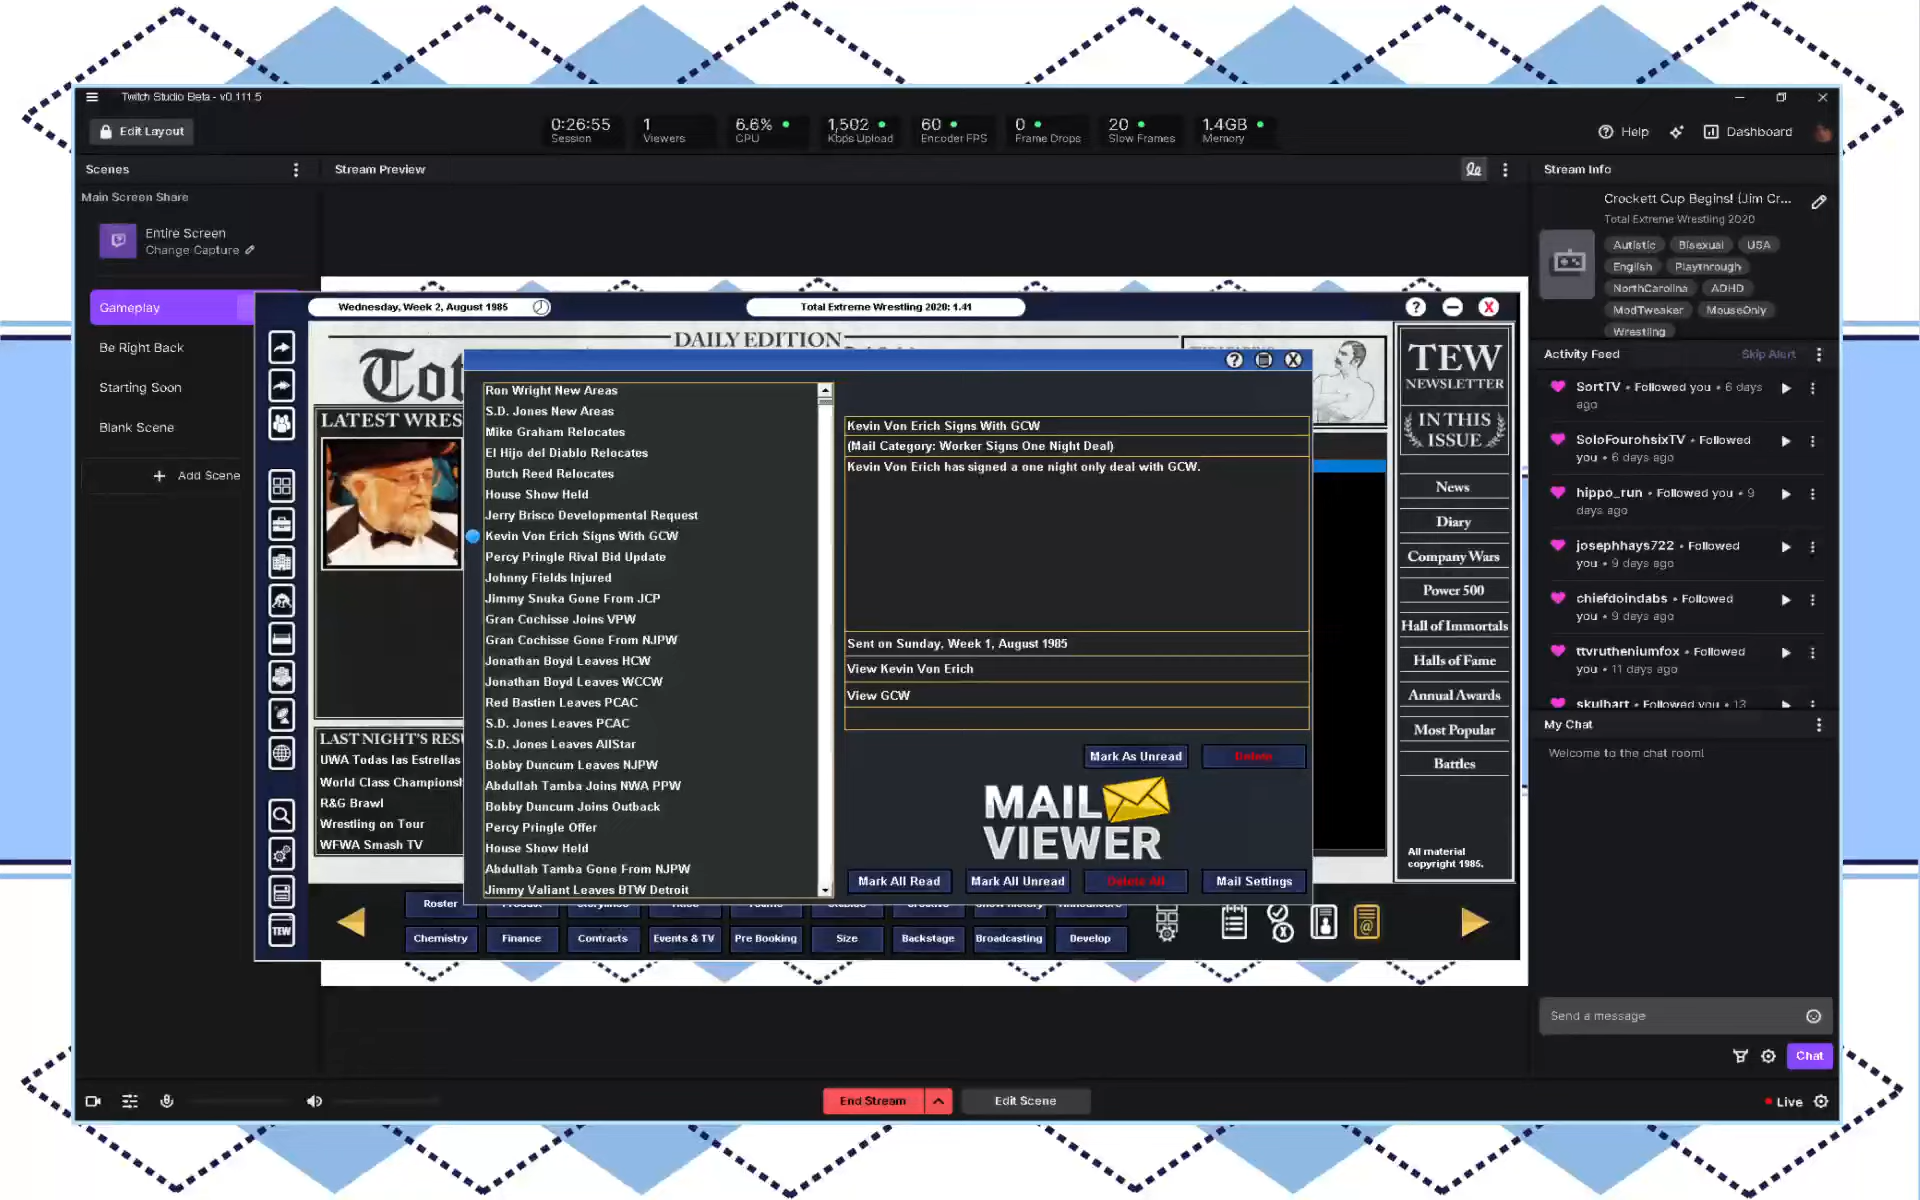 Twitch Studio Beta - v0.111.5
Edit Layout
0:26:55
Session
1
Viewers
6.6%
CPU
1,502
Kbps Upload
60
Encoder FPS
0
Frame Drops
20
Slow Frames
1.4GB
Memory
Help
Dashboard
Scenes
Stream Preview
Stream Info
Main Screen Share
Entire Screen
Change Capture
Gameplay
Be Right Back
Starting Soon
Blank Scene
+ Add Scene
Crockett Cup Begins! (Jim Cr...
Total Extreme Wrestling 2020
Autistic
Bisexual
USA
English
Playthrough
NorthCarolina
ADHD
ModTweaker
MouseOnly
Wrestling
Activity Feed
Skip Alert
SortTV • Followed you • 6 days
ago
SoloFourohsixTV • Followed
you • 6 days ago
hippo_run • Followed you • 9
days ago
josephhays722 • Followed
you • 9 days ago
chiefdoindabs • Followed
you • 9 days ago
ttvrutheniumfox • Followed
you • 11 days ago
skulbart • Followed you • 13
My Chat
Welcome to the chat room!
Send a message
Chat
Wednesday, Week 2, August 1985
Total Extreme Wrestling 2020: 1.41
? X
DAILY EDITION
Tot
LATEST WRES
LAST NIGHT'S RESU
UWA Todas las Estrellas
World Class Championsh
R&G Brawl
Wrestling on Tour
WFWA Smash TV
TEW
Ron Wright New Areas
S.D. Jones New Areas
Mike Graham Relocates
El Hijo del Diablo Relocates
Butch Reed Relocates
House Show Held
Jerry Brisco Developmental Request
Kevin Von Erich Signs With GCW
Percy Pringle Rival Bid Update
Johnny Fields Injured
Jimmy Snuka Gone From JCP
Gran Cochisse Joins VPW
Gran Cochisse Gone From NJPW
Jonathan Boyd Leaves HCW
Jonathan Boyd Leaves WCCW
Red Bastien Leaves PCAC
S.D. Jones Leaves PCAC
S.D. Jones Leaves AllStar
Bobby Duncum Leaves NJPW
Abdullah Tamba Joins NWA PPW
Bobby Duncum Joins Outback
Percy Pringle Offer
House Show Held
Abdullah Tamba Gone From NJPW
Jimmy Valiant Leaves BTW Detroit
? X
Kevin Von Erich Signs With GCW
(Mail Category: Worker Signs One Night Deal)
Kevin Von Erich has signed a one night only deal with GCW.
Sent on Sunday, Week 1, August 1985
View Kevin Von Erich
View GCW
Mark As Unread
Delete
MAIL
VIEWER
Mark All Read
Mark All Unread
Delete All
Mail Settings
TEW
NEWSLETTER
IN THIS
ISSUE
News
Diary
Company Wars
Power 500
Hall of Immortals
Halls of Fame
Annual Awards
Most Popular
Battles
All material
copyright 1985.
Roster
Chemistry
Finance
Contracts
Events & TV
Pre Booking
Size
Backstage
Broadcasting
Develop
End Stream
Edit Scene
Live